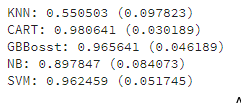 KNN: 0.550503 (0.097823)
CART: 0.980641 (0.030189)
GBBosst: 0.965641 (0.046189)
NB: 0.897847 (0.084073)
SVM: 0.962459 (0.051745)